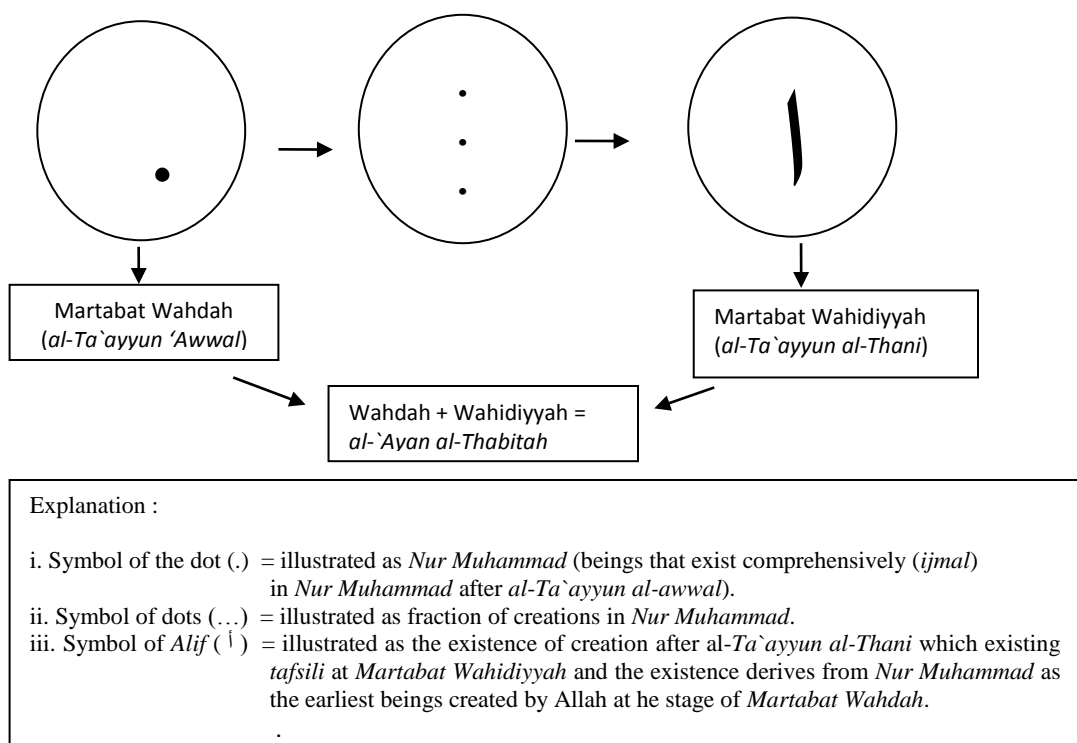 ا
Martabat Wahdah
(al-Ta`ayyun ‘Awwal)
Martabat Wahidiyyah
(al-Ta`ayyun al-Thani)
Wahdah + Wahidiyyah =
al-`Ayan al-Thabitah
Explanation :
i. Symbol of the dot (.) = illustrated as Nur Muhammad (beings that exist comprehensively (ijmal)
in Nur Muhammad after al-Ta`ayyun al-awwal).
ii. Symbol of dots (…) = illustrated as fraction of creations in Nur Muhammad.
iii. Symbol of Alif ( أ ) = illustrated as the existence of creation after al-Ta`ayyun al-Thani which existing
tafsili at Martabat Wahidiyyah and the existence derives from Nur Muhammad as
the earliest beings created by Allah at he stage of Martabat Wahdah.
.